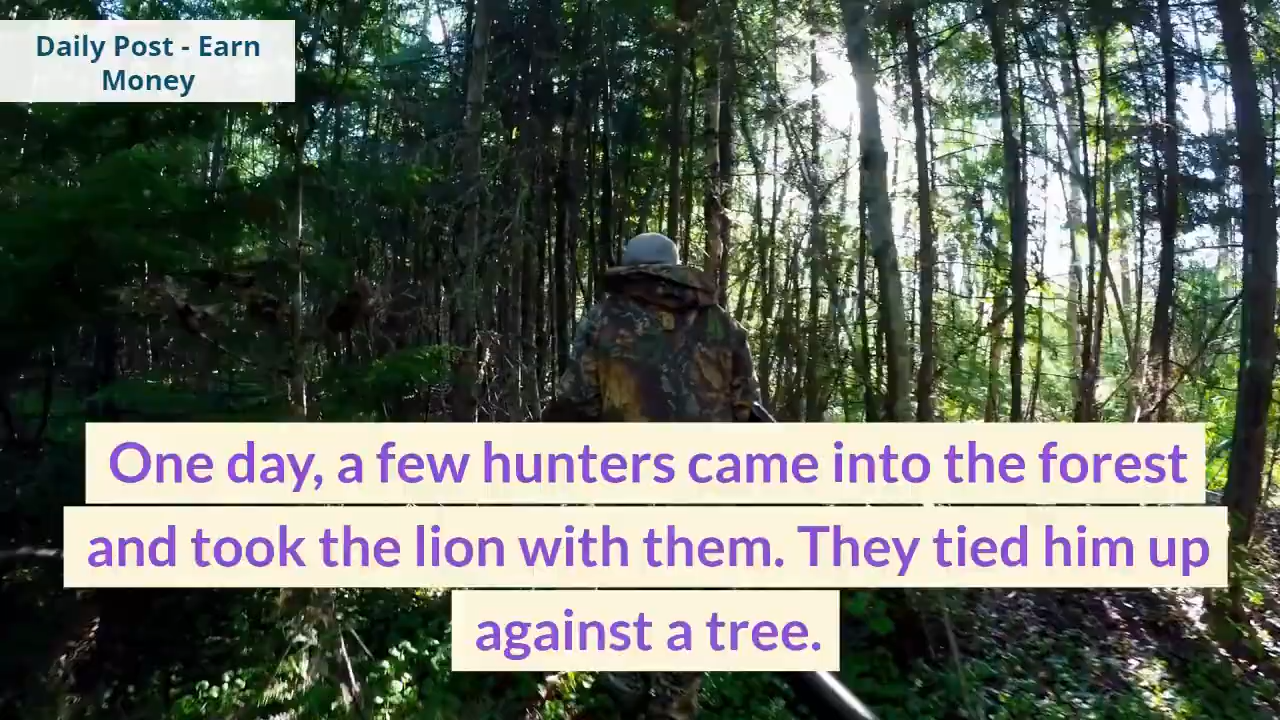 Daily Post - Earn
Money
One day, a few hunters came into the forest
and took the lion with them. They tied him up
against a tree.